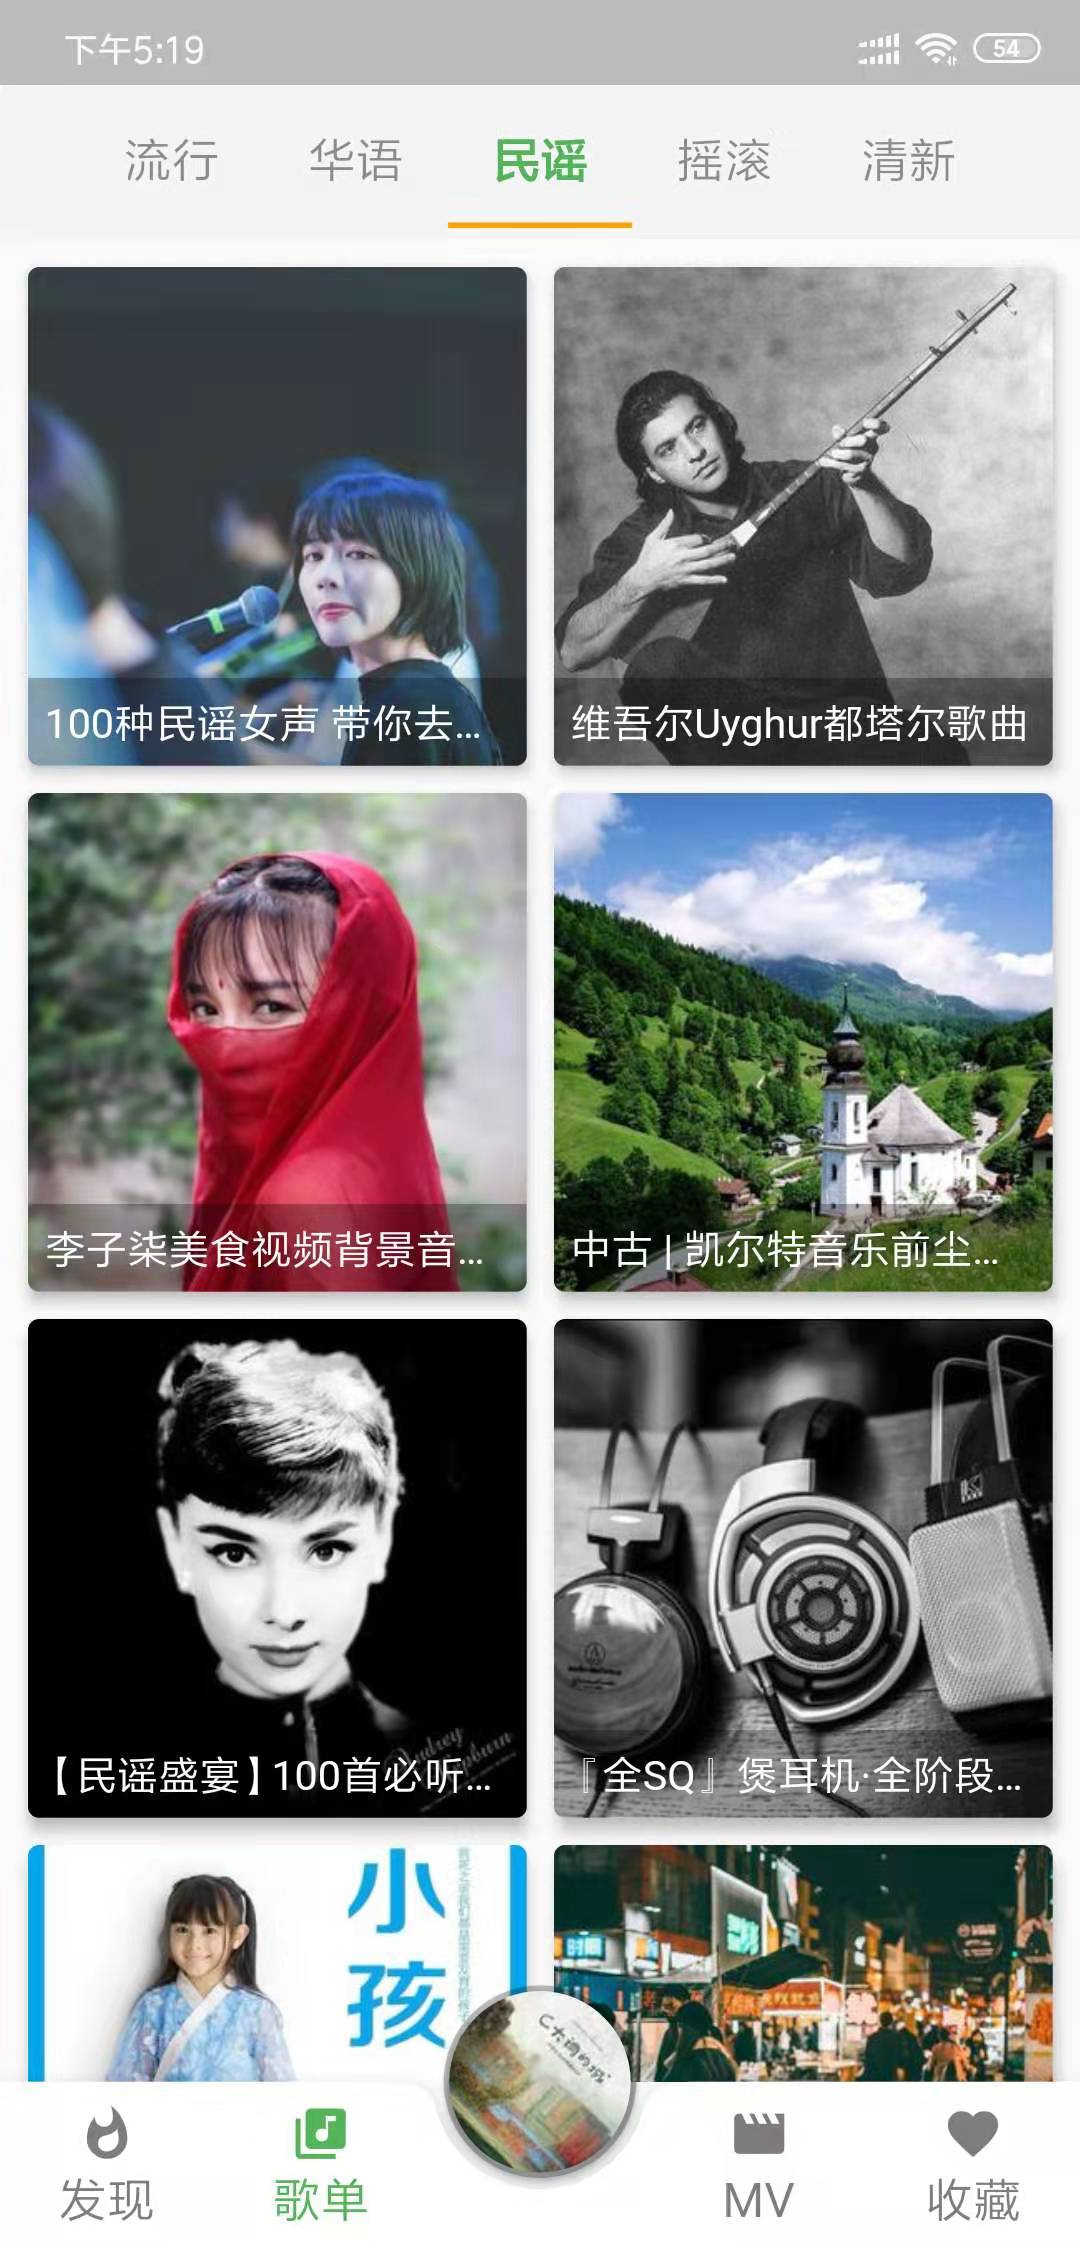 下午5:19
54
流行
华语
民谣
摇滚
清新
100种民谣女声 带你去...
维吾尔Uyghur都塔尔歌曲
李子柒美食视频背景音...
中古 | 凯尔特音乐前尘...
【民谣盛宴】100首必听...
『全SQ』煲耳机·全阶段...
小孩
发现
歌单
MV
收藏